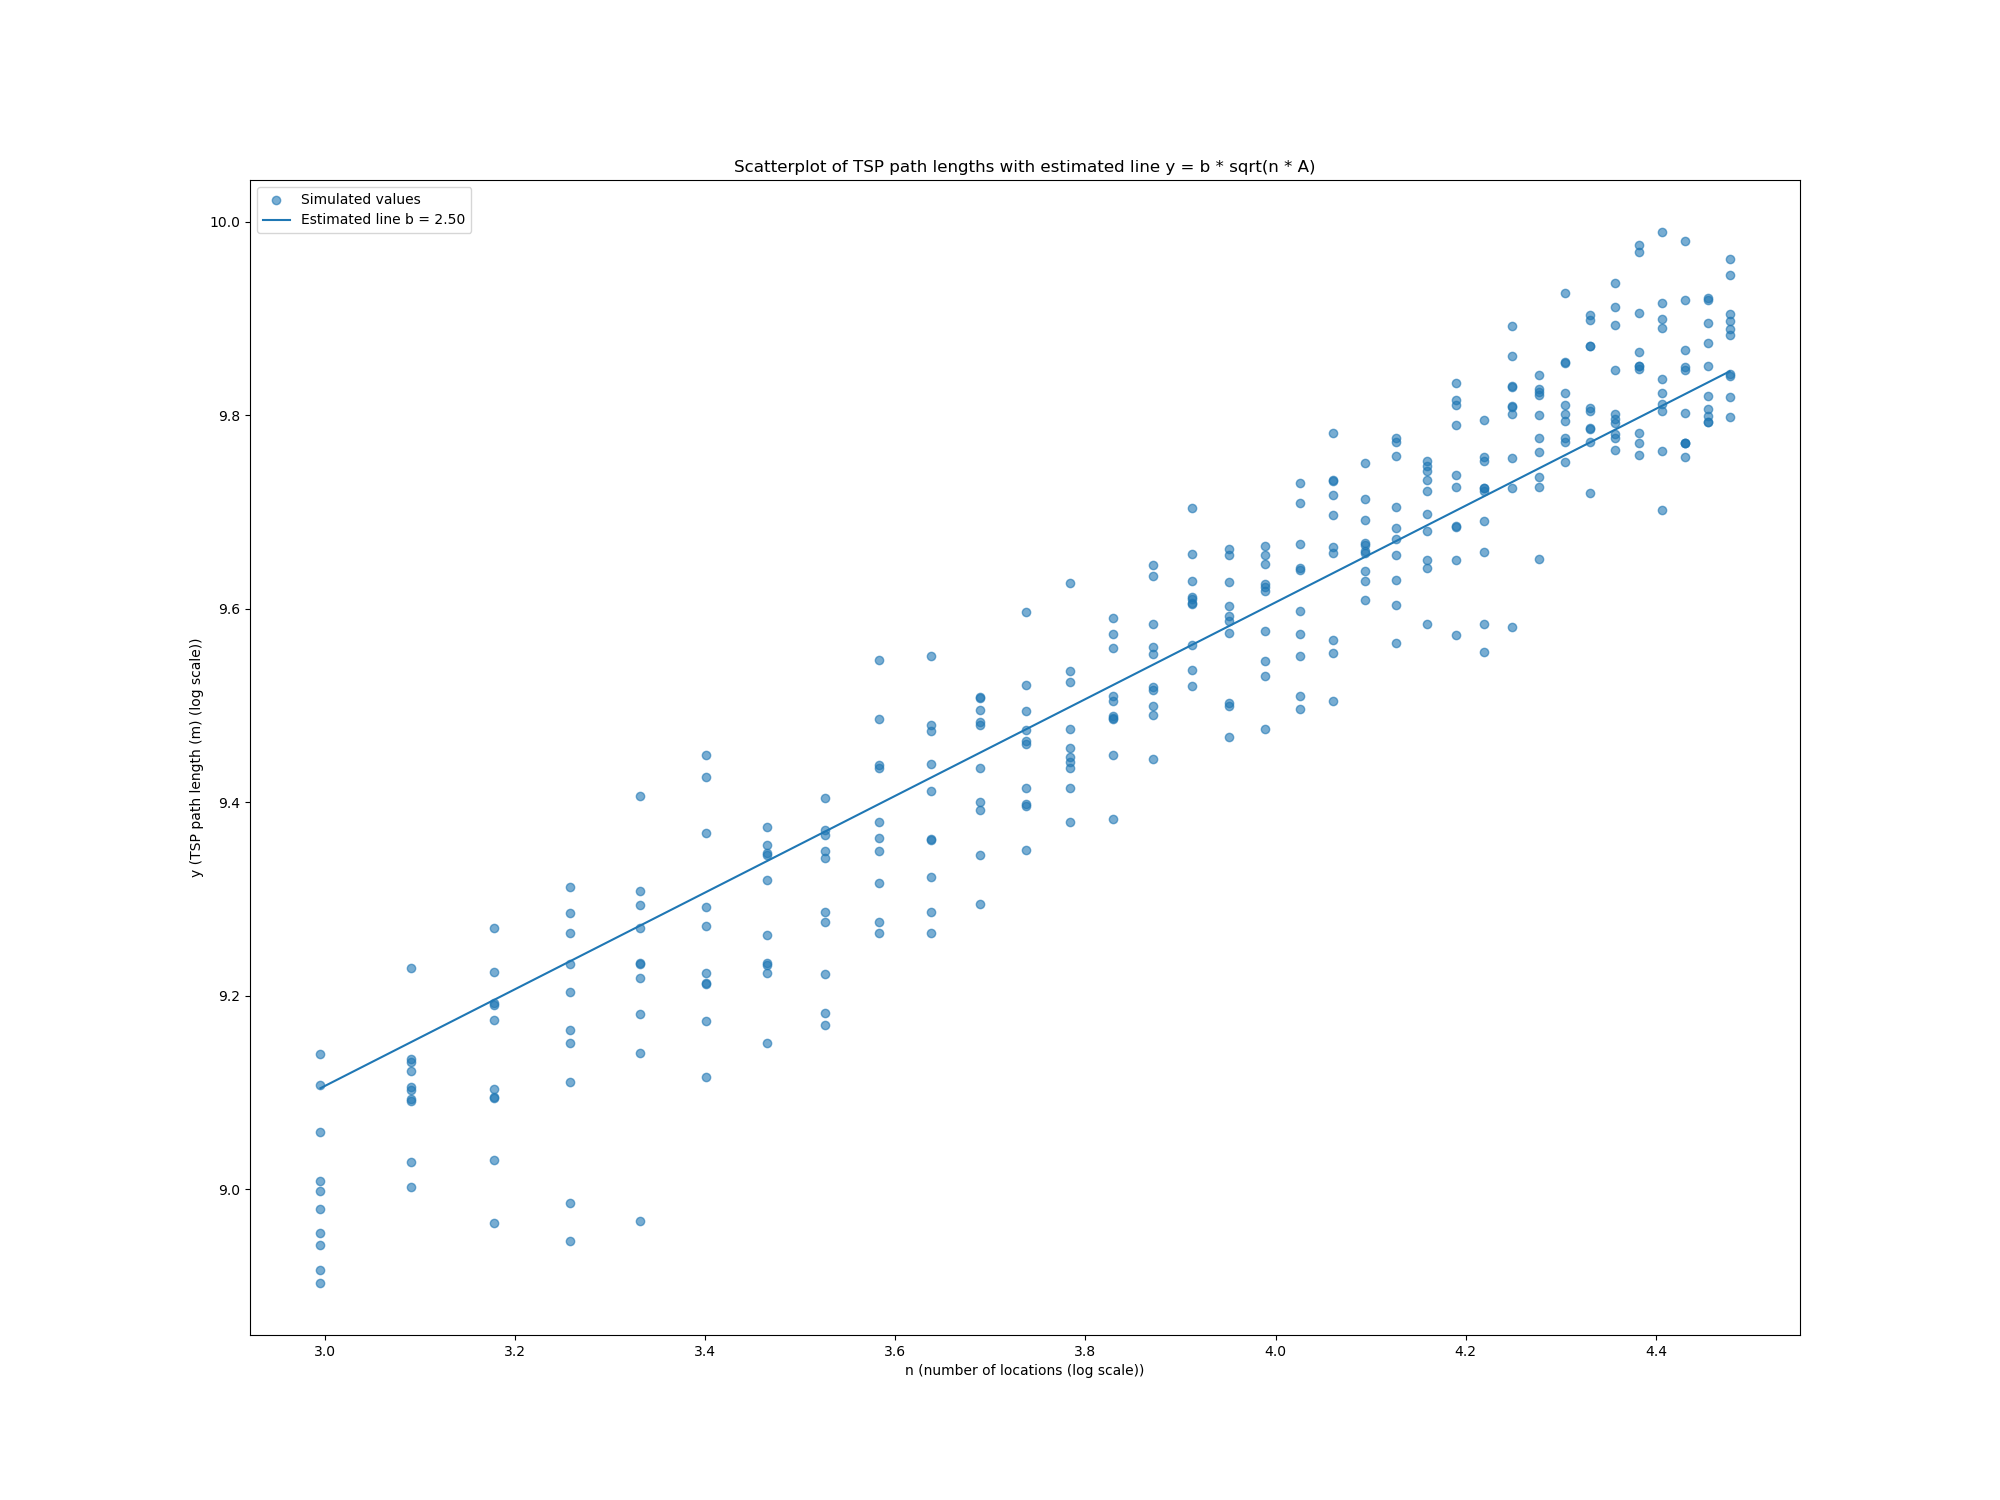 Scatterplot of TSP path lengths with estimated line y = b * sqrt(n * A)
Simulated values
Estimated line b = 2.50
10.0
9.8
9.6
9.4
9.2
9.0
y (TSP path length (m) (log scale))
3.0 3.2 3.4 3.6 3.8 4.0 4.2 4.4
n (number of locations (log scale))